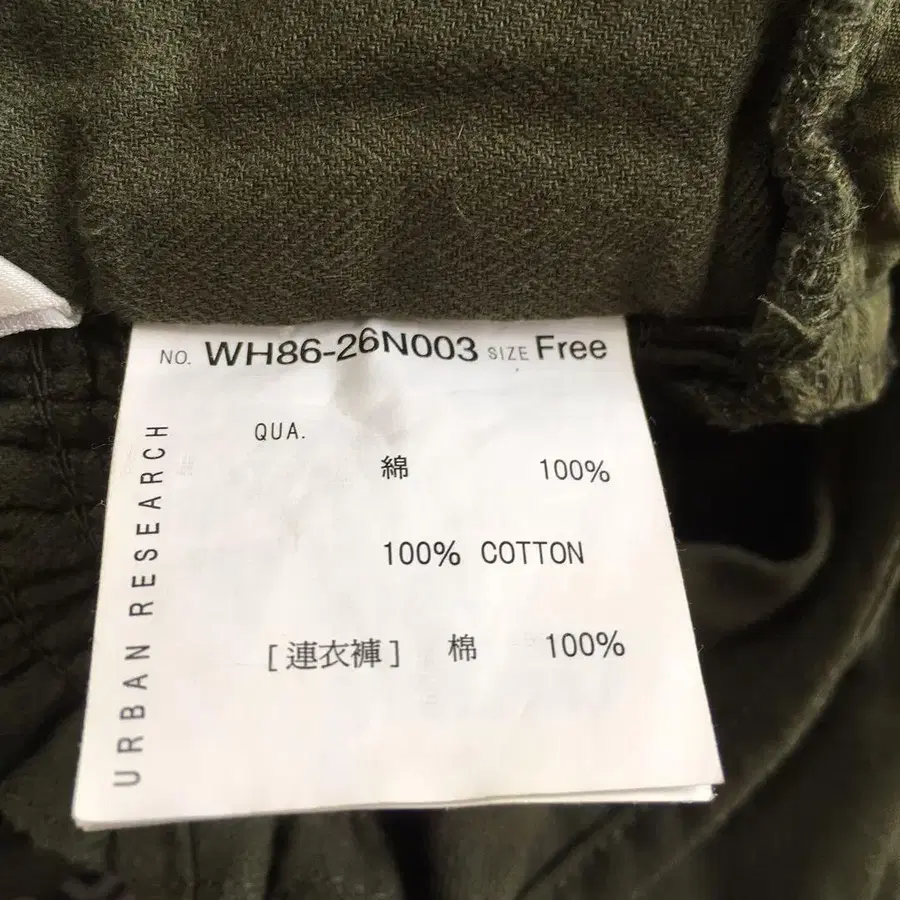 NO. WH86-26N003 SIZE Free
QUA.
綿 100%
100% COTTON
[連衣褲] 棉 100%
URBAN RESEARCH